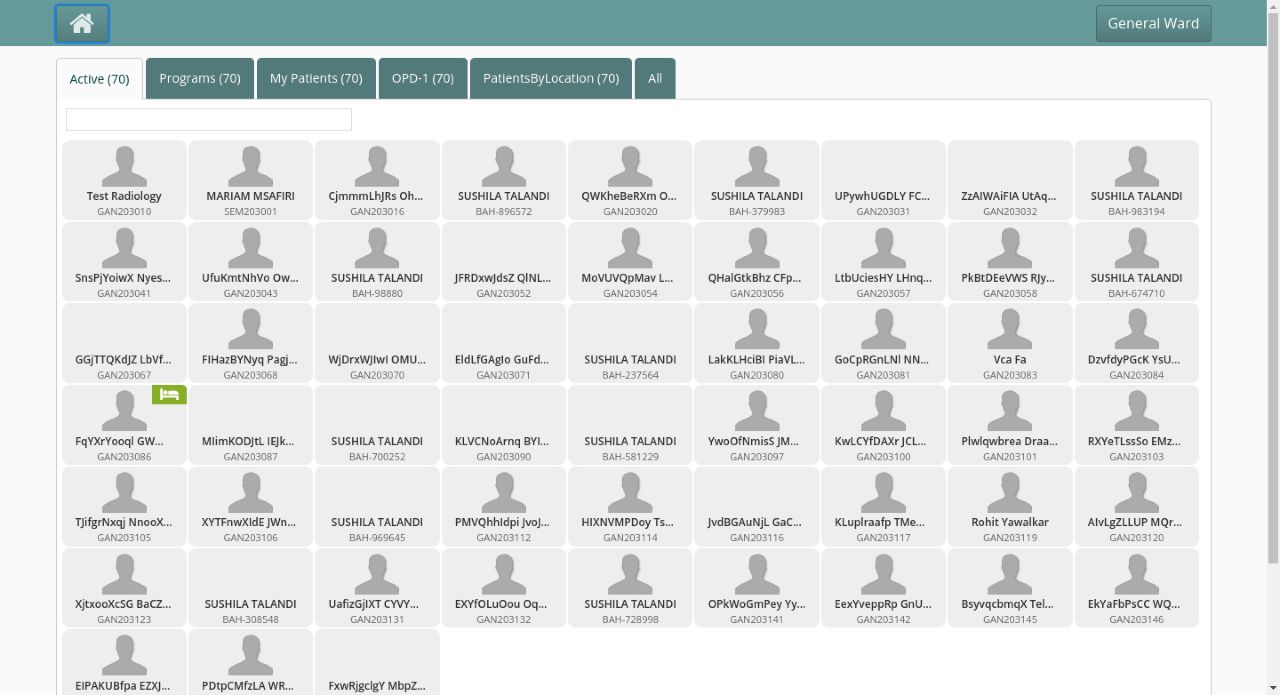 General Ward
Active (70)
Programs (70)
My Patients (70)
OPD-1 (70)
PatientsByLocation (70)
All
Test Radiology
GAN203010
MARIAM MSAFIRI
SEM203001
CjmmmLhJRs Oh...
GAN203016
SUSHILA TALANDI
BAH-896572
QWKheBeRXm O...
GAN203020
SUSHILA TALANDI
BAH-379983
UPywhUGDLY FC...
GAN203031
ZzAIWAiFIA UtAq...
GAN203032
SUSHILA TALANDI
BAH-983194
SnsPjYoiwX Nyes...
GAN203041
UfuKmtNhVo Ow...
GAN203043
SUSHILA TALANDI
BAH-98880
JFRDxwJdsZ QlNL...
GAN203052
MoVUVQpMav L...
GAN203054
QHalGtkBhz CFp...
GAN203056
LtbUciesHY LHnq...
GAN203057
PkBtDEeVWS RJy...
GAN203058
SUSHILA TALANDI
BAH-674710
GGjTTQKdJZ LbVf...
GAN203067
FIHazBYNyq Pagj...
GAN203068
WjDrxWJIwI OMU...
GAN203070
EldLfGAgIo GuFd...
GAN203071
SUSHILA TALANDI
BAH-237564
LakKLHciBI PiaVL...
GAN203080
GoCpRGnLNl NN...
GAN203081
Vca Fa
GAN203083
DzvfdyPGcK YsU...
GAN203084
FqYXrYooql GW...
GAN203086
MIimKODJtL IEJk...
GAN203087
SUSHILA TALANDI
BAH-700252
KLVCNoArnq BYI...
GAN203090
SUSHILA TALANDI
BAH-581229
YwoOfNmisS JM...
GAN203097
KwLCYfDAXr JCL...
GAN203100
Plwlqwbrea Draa...
GAN203101
RXYeTLssSo EMz...
GAN203103
TJifgrNxqj NnooX...
GAN203105
XYTFnwXIdE JWn...
GAN203106
SUSHILA TALANDI
BAH-969645
PMVQhhIdpi JvoJ...
GAN203112
HIXNVMPDoy Ts...
GAN203114
JvdBGAuNjL GaC...
GAN203116
KLuplraafp TMe...
GAN203117
Rohit Yawalkar
GAN203119
AIvLgZLLUP MQr...
GAN203120
XjtxooXcSG BaCZ...
GAN203123
SUSHILA TALANDI
BAH-308548
UafizGjIXT CYVY...
GAN203131
EXYfOLuOou Oq...
GAN203132
SUSHILA TALANDI
BAH-728998
OPkWoGmPey Yy...
GAN203141
EexYveppRp GnU...
GAN203142
BsyvqcbmqX Tel...
GAN203145
EkYaFbPsCC WQ...
GAN203146
EIPAKUBfpa EZXJ...
PDtpCMfzLA WR...
FxwRjgclgY MbpZ...